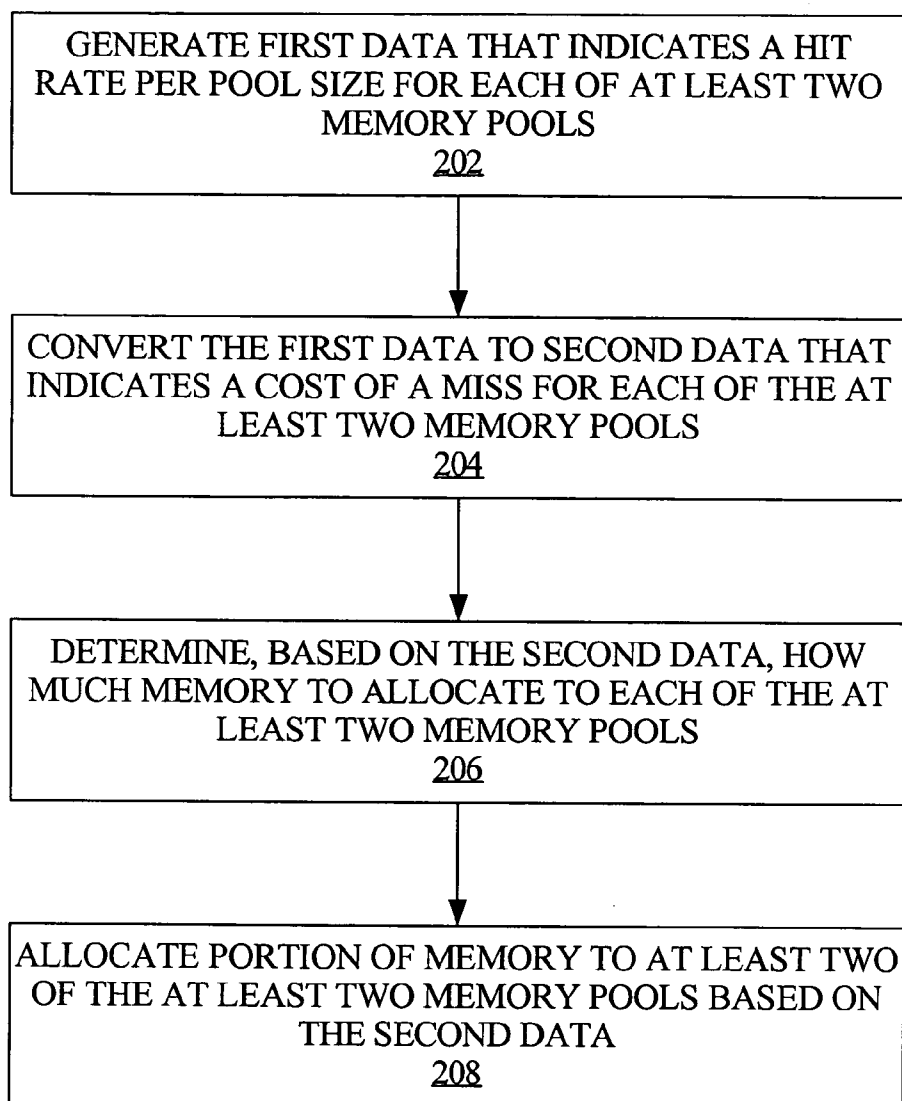 GENERATE FIRST DATA THAT INDICATES A HIT
RATE PER POOL SIZE FOR EACH OF AT LEAST TWO
MEMORY POOLS
202
CONVERT THE FIRST DATA TO SECOND DATA THAT
INDICATES A COST OF A MISS FOR EACH OF THE AT
LEAST TWO MEMORY POOLS
204
DETERMINE, BASED ON THE SECOND DATA, HOW
MUCH MEMORY TO ALLOCATE TO EACH OF THE AT
LEAST TWO MEMORY POOLS
206
ALLOCATE PORTION OF MEMORY TO AT LEAST TWO
OF THE AT LEAST TWO MEMORY POOLS BASED ON
THE SECOND DATA
208